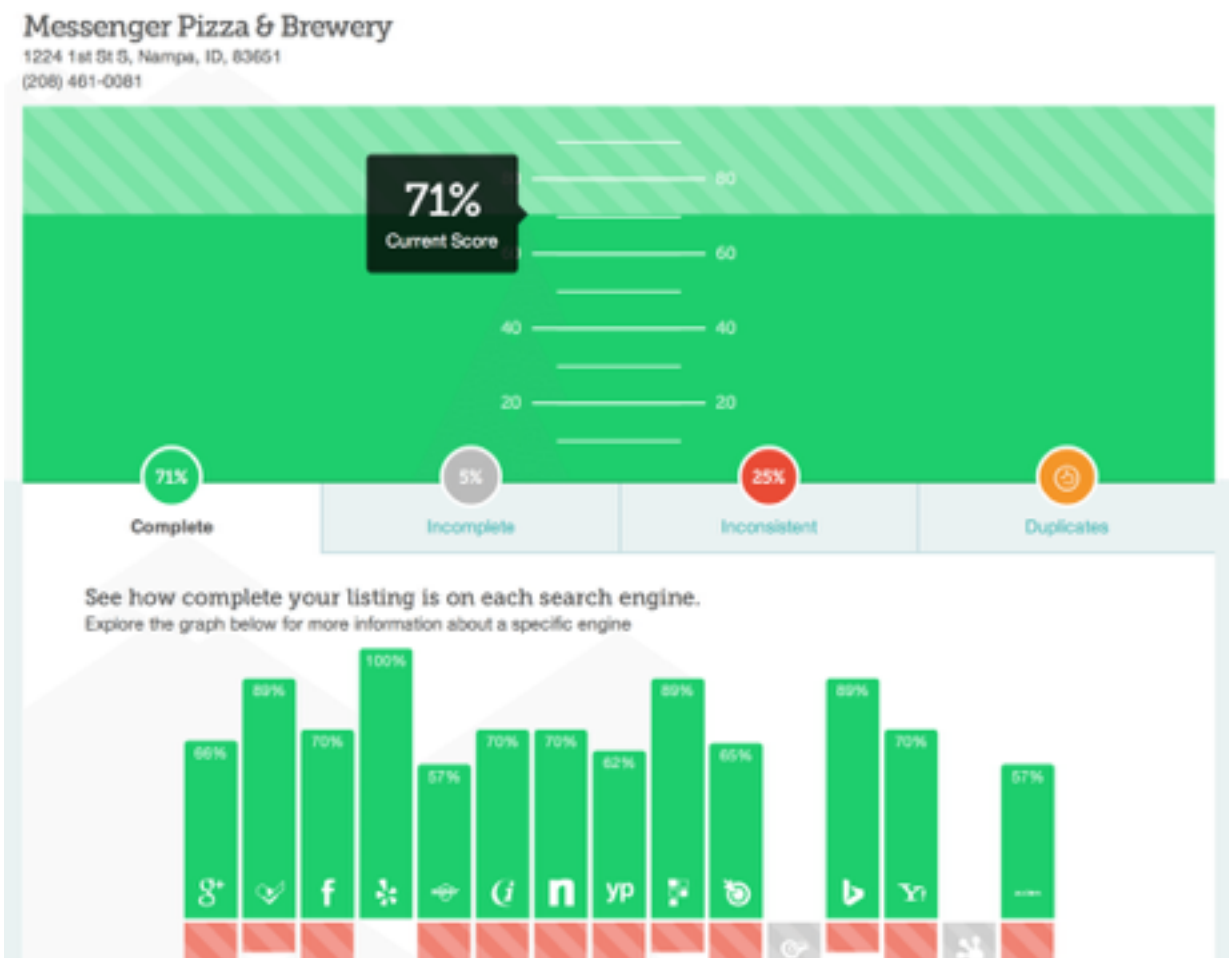 Messenger Pizza & Brewery
1224 1st St S, Nampa, ID, 83651
(208) 461-0081
80
71%
Current Score
60
40 40
20 20
71% 5% 25%
Complete Incomplete Inconsistent Duplicates
See how complete your listing is on each search engine.
Explore the graph below for more information about a specific engine
66% 89% 70% 100% 57% 70% 70% 62% 89% 65% 89% 70% 57%
g+ f n yp b Y!